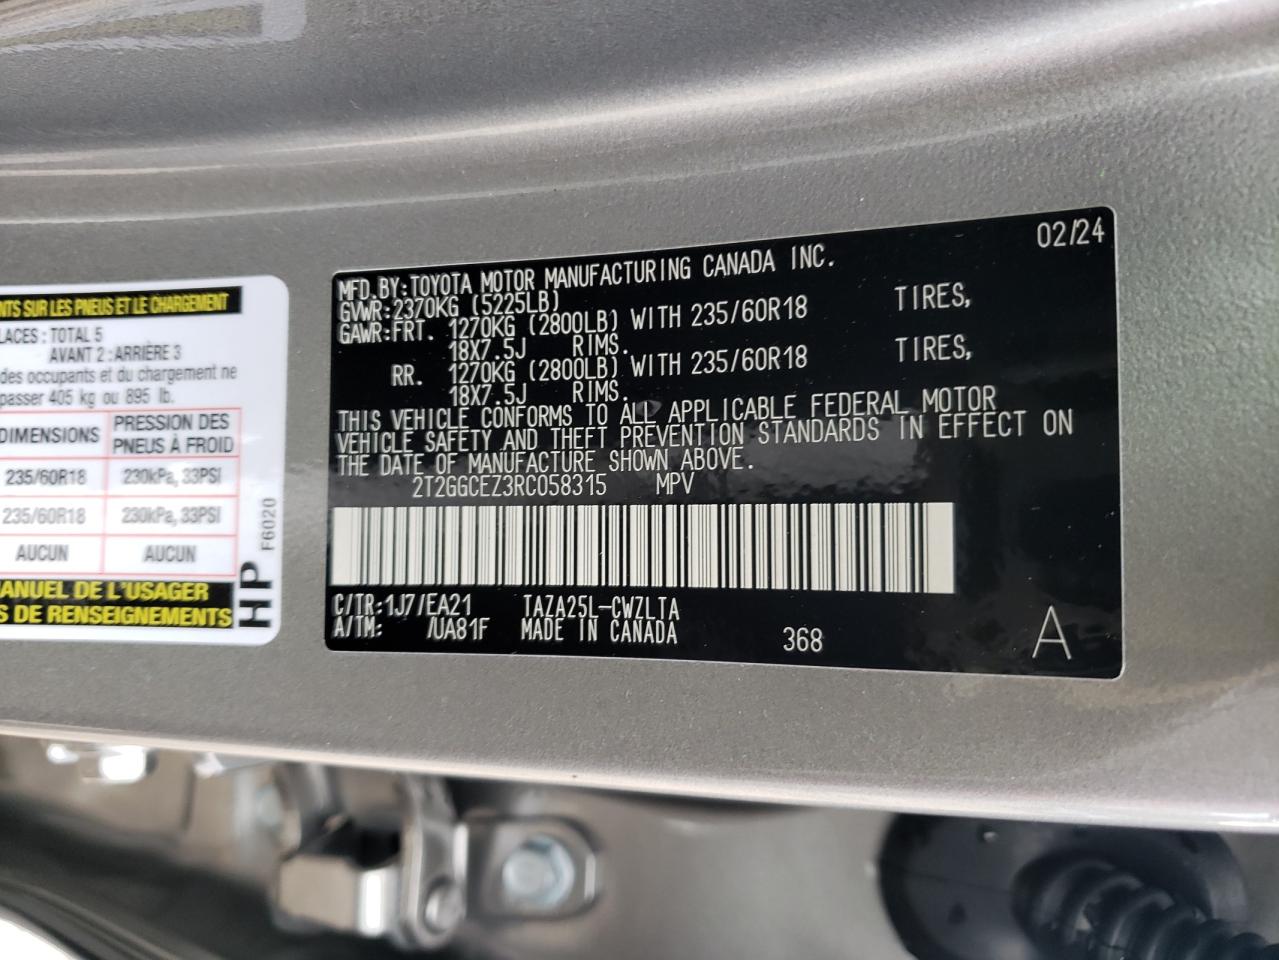 NTS SUR LES PNEUS ET LE CHARGEMENT
LACES : TOTAL 5
AVANT 2 : ARRIÈRE 3
des occupants et du chargement ne
passer 405 kg ou 895 lb.
DIMENSIONS PRESSION DES PNEUS À FROID
235/60R18 230kPa, 33PSI
235/60R18 230kPa, 33PSI
AUCUN AUCUN
ANUEL DE L'USAGER
S DE RENSEIGNEMENTS
HP F6020
02/24
MFD.BY:TOYOTA MOTOR MANUFACTURING CANADA INC.
GVWR:2370KG (5225LB)
GAWR:FRT. 1270KG (2800LB) WITH 235/60R18 TIRES,
18X7.5J RIMS.
RR. 1270KG (2800LB) WITH 235/60R18 TIRES,
18X7.5J RIMS.
THIS VEHICLE CONFORMS TO ALL APPLICABLE FEDERAL MOTOR
VEHICLE SAFETY AND THEFT PREVENTION STANDARDS IN EFFECT ON
THE DATE OF MANUFACTURE SHOWN ABOVE.
2T2GGCEZ3RC058315 MPV
C/TR:1J7/EA21 TAZA25L-CWZLTA
A/TM: /UA81F MADE IN CANADA 368 A